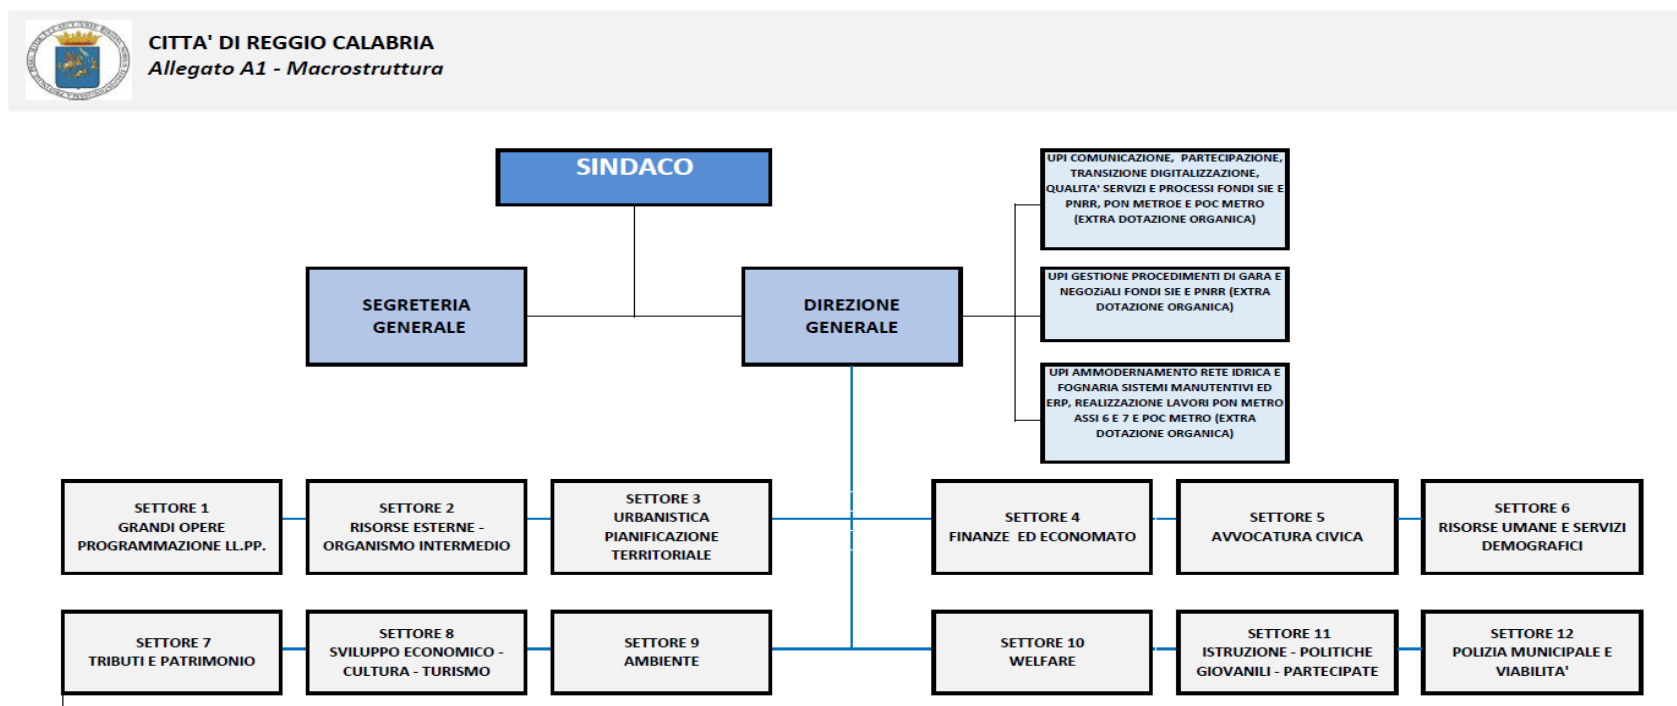 CITTA' DI REGGIO CALABRIA
Allegato A1 - Macrostruttura
SINDACO
SEGRETERIA
GENERALE
DIREZIONE
GENERALE
UPI COMUNICAZIONE, PARTECIPAZIONE,
TRANSIZIONE DIGITALIZZAZIONE,
QUALITA' SERVIZI E PROCESSI FONDI SIE E
PNRR, PON METROE E POC METRO
(EXTRA DOTAZIONE ORGANICA)
UPI GESTIONE PROCEDIMENTI DI GARA E
NEGOZiALI FONDI SIE E PNRR (EXTRA
DOTAZIONE ORGANICA)
UPI AMMODERNAMENTO RETE IDRICA E
FOGNARIA SISTEMI MANUTENTIVI ED
ERP, REALIZZAZIONE LAVORI PON METRO
ASSI 6 E 7 E POC METRO (EXTRA
DOTAZIONE ORGANICA)
SETTORE 1
GRANDI OPERE
PROGRAMMAZIONE LL.PP.
SETTORE 2
RISORSE ESTERNE -
ORGANISMO INTERMEDIO
SETTORE 3
URBANISTICA
PIANIFICAZIONE
TERRITORIALE
SETTORE 4
FINANZE ED ECONOMATO
SETTORE 5
AVVOCATURA CIVICA
SETTORE 6
RISORSE UMANE E SERVIZI
DEMOGRAFICI
SETTORE 7
TRIBUTI E PATRIMONIO
SETTORE 8
SVILUPPO ECONOMICO -
CULTURA - TURISMO
SETTORE 9
AMBIENTE
SETTORE 10
WELFARE
SETTORE 11
ISTRUZIONE - POLITICHE
GIOVANILI - PARTECIPATE
SETTORE 12
POLIZIA MUNICIPALE E
VIABILITA'